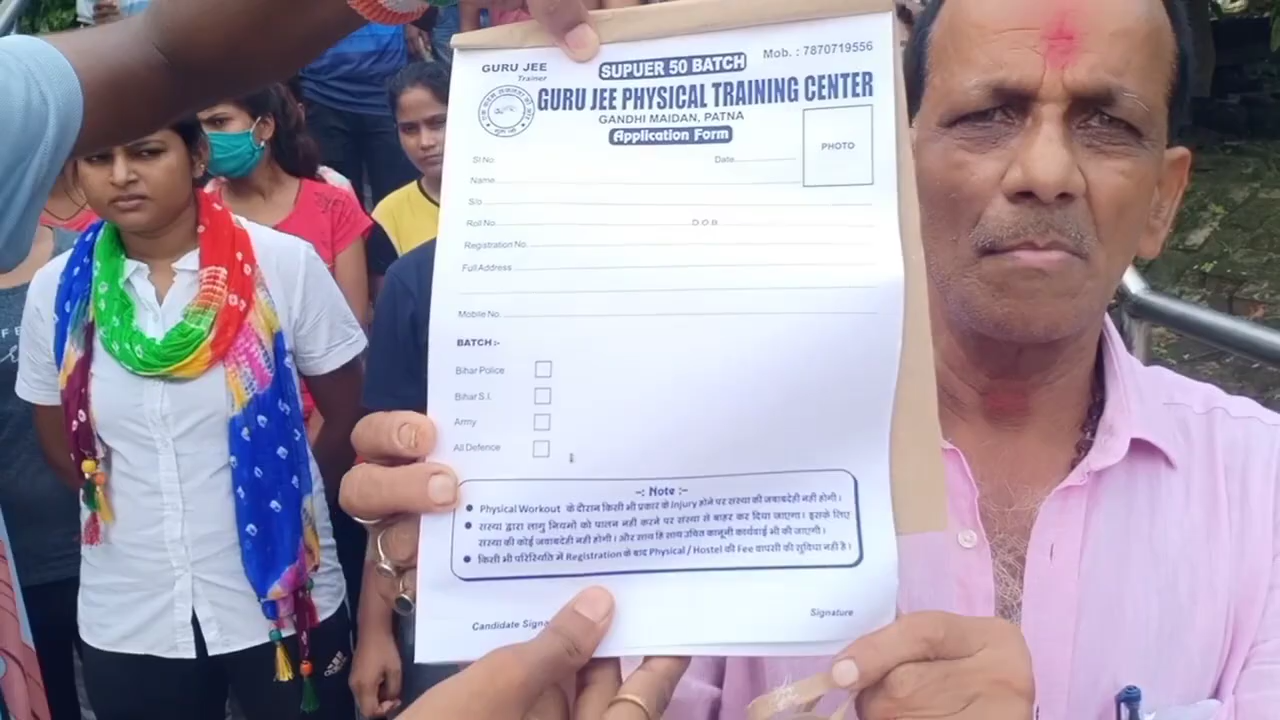 GURU JEE
Trainer
SUPUER 50 BATCH
Mob. : 7870719556
GURU JEE PHYSICAL TRAINING CENTER
GANDHI MAIDAN, PATNA
Application Form
PHOTO
Sl No.
Date
Name
S/o
Roll No.
D O B
Registration No.
Full Address
Mobile No.
BATCH :-
Bihar Police
Bihar S.I.
Army
All Defence
-: Note :-
Physical Workout के दौरान किसी भी प्रकार के Injury होने पर संस्था की जवाबदेही नही होगी।
संस्था द्वारा लागु नियमो को पालन नही करने पर संस्था से बाहर कर दिया जाएगा। इसके लिए
संस्था की कोई जवाबदेही नही होगी। और साथ हि साथ उचित कानूनी कार्यवाई भी की जाएगी।
किसी भी परिस्थिति में Registration के बाद Physical / Hostel की Fee वापसी की सुविधा नही है।
Candidate
Signature